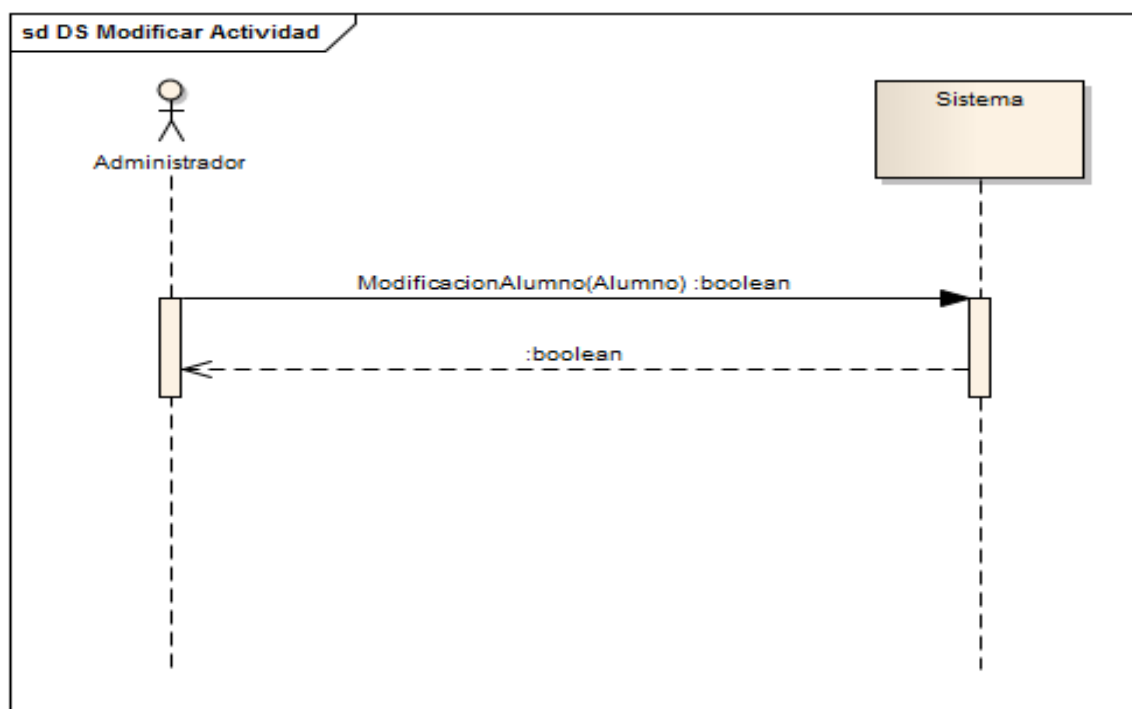 sd DS Modificar Actividad
Sistema
Administrador
ModificacionAlumno(Alumno) :boolean
:boolean